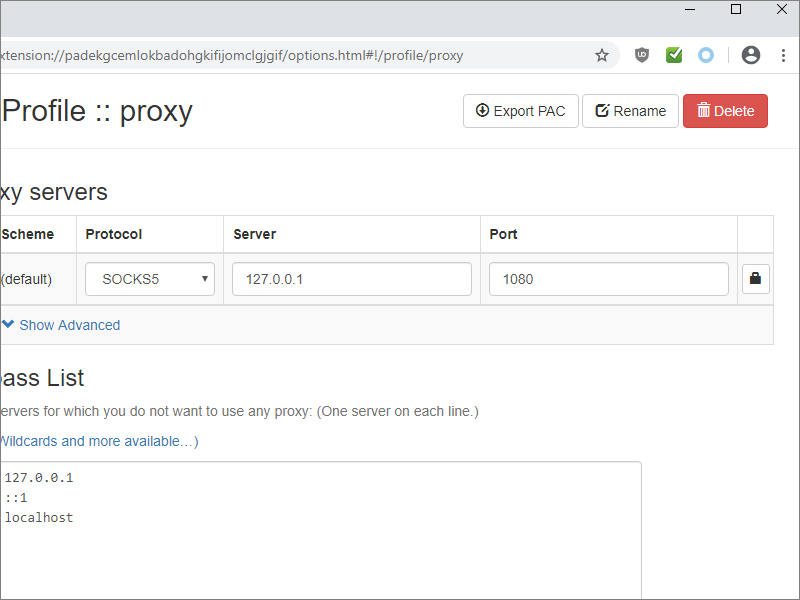 xtension://padekgcemlokbadohgkifijomclgjgif/options.html#!/profile/proxy
Profile :: proxy
Export PAC
Rename
Delete
xy servers
Scheme
Protocol
Server
Port
(default)
SOCKS5
127.0.0.1
1080
Show Advanced
ass List
ervers for which you do not want to use any proxy: (One server on each line.)
Wildcards and more available…)
127.0.0.1
::1
localhost